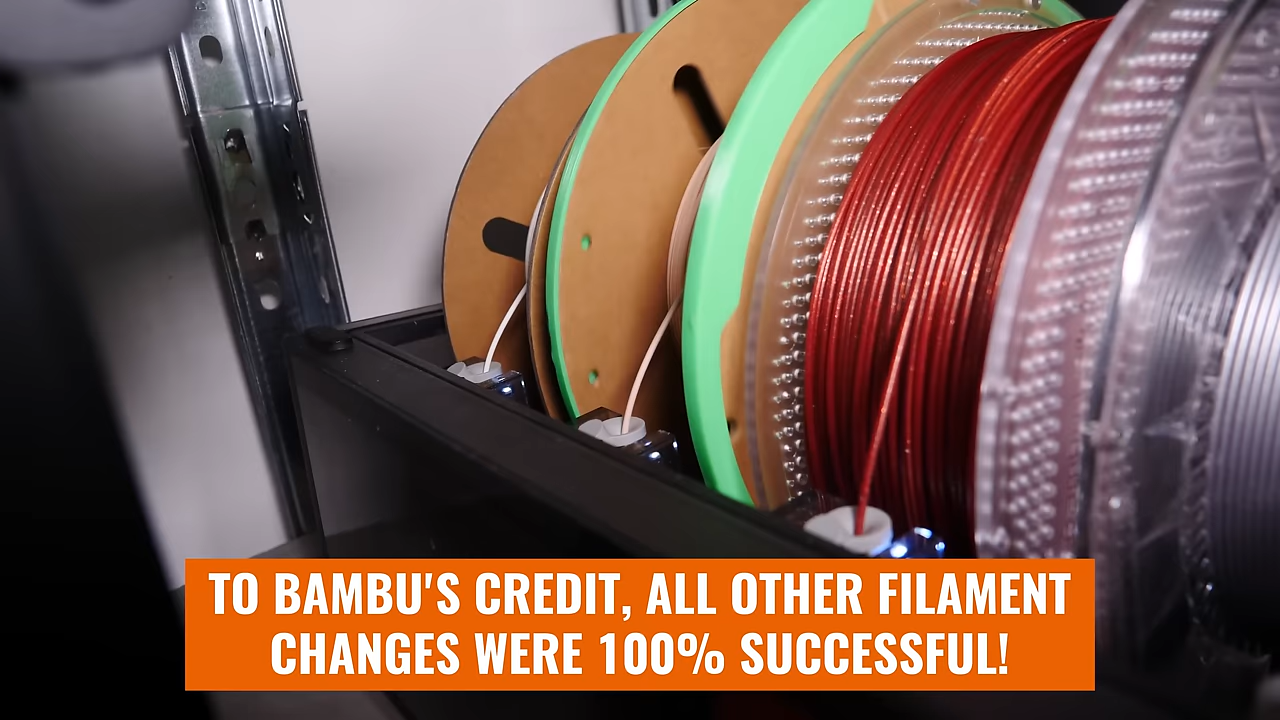 TO BAMBU'S CREDIT, ALL OTHER FILAMENT
CHANGES WERE 100% SUCCESSFUL!